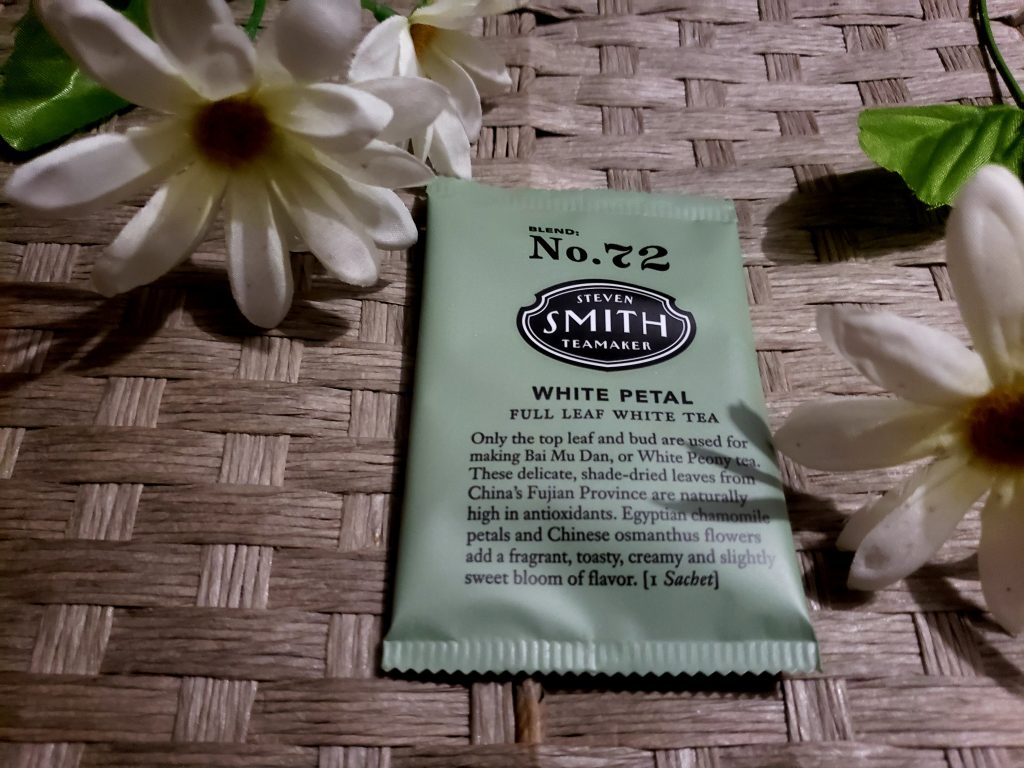 BLEND:
No. 72
STEVEN
SMITH
TEAMAKER
WHITE PETAL
FULL LEAF WHITE TEA
Only the top leaf and bud are used for
making Bai Mu Dan, or White Peony tea.
These delicate, shade-dried leaves from
China's Fujian Province are naturally
high in antioxidants. Egyptian chamomile
petals and Chinese osmanthus flowers
add a fragrant, toasty, creamy and slightly
sweet bloom of flavor. [1 Sachet]